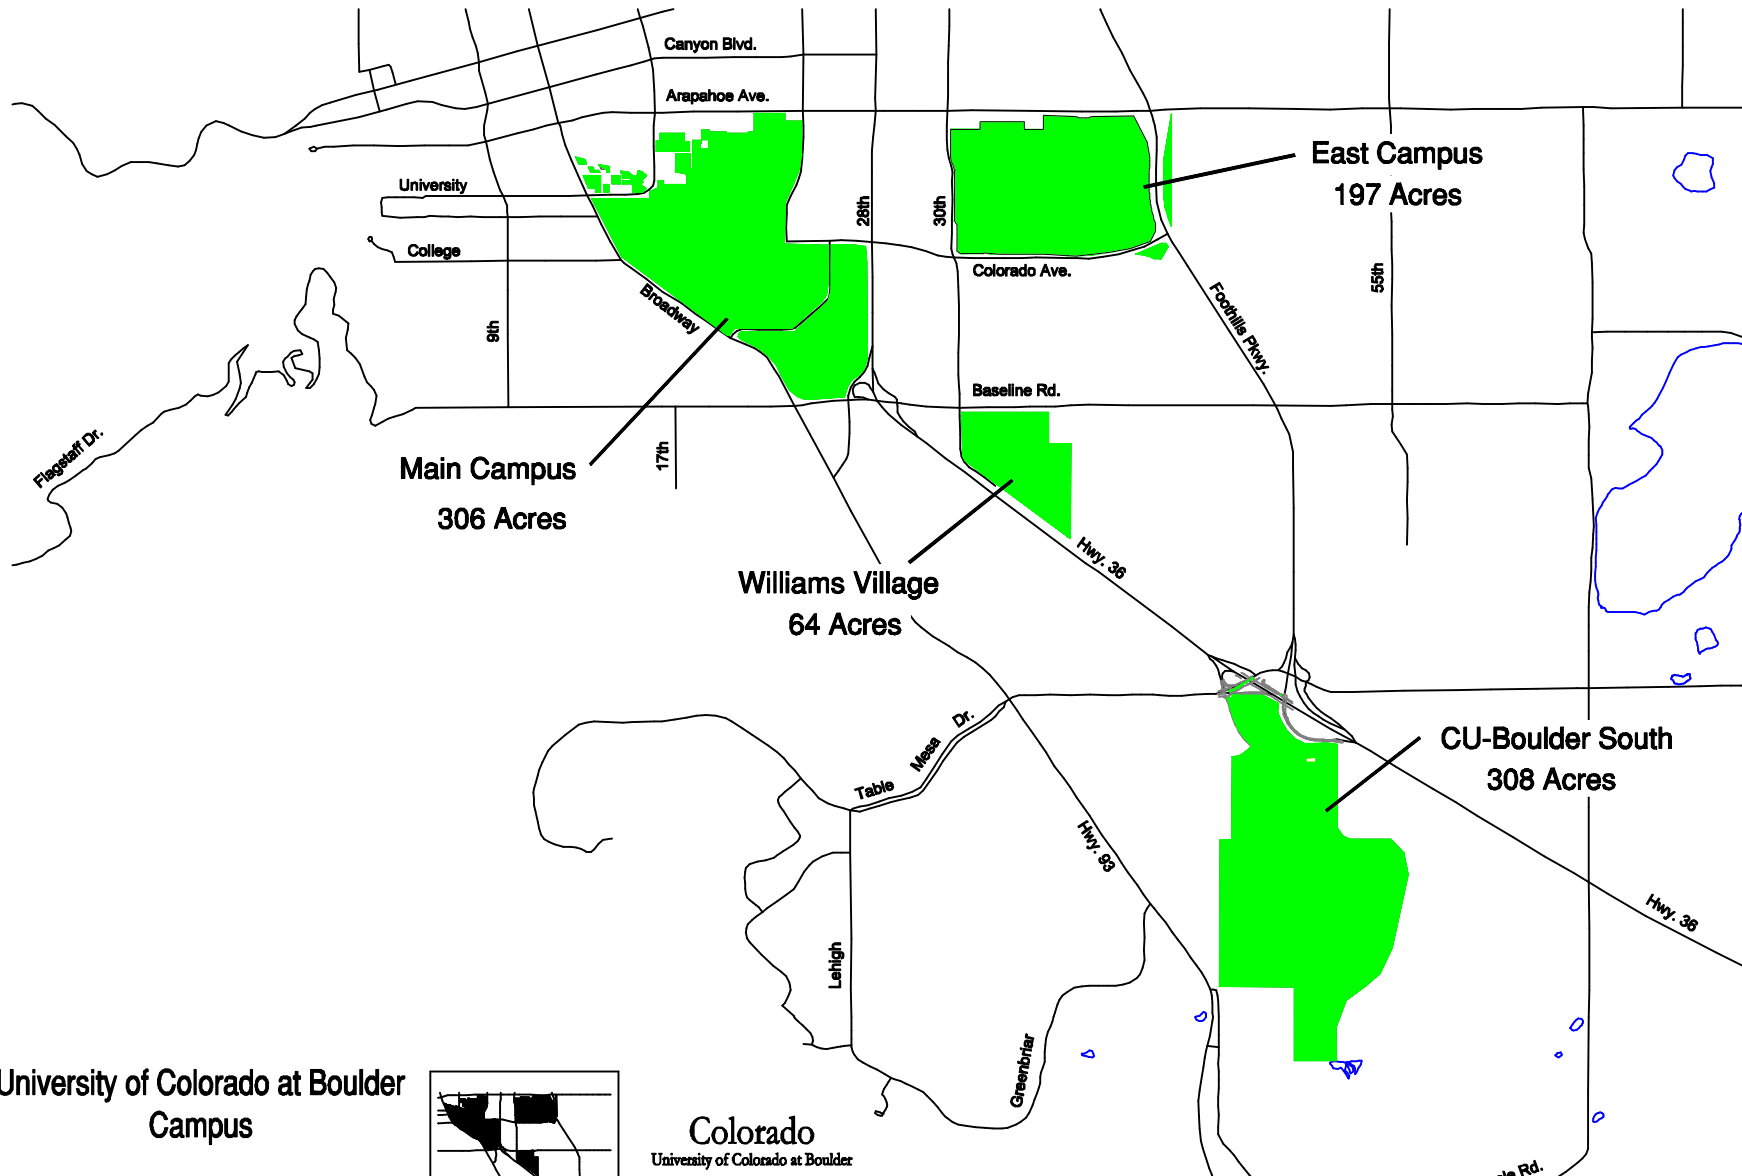 Canyon Blvd.
Arapahoe Ave.
East Campus
197 Acres
University
28th
30th
College
Colorado Ave.
55th
Broadway
Foothills Pkwy.
9th
Baseline Rd.
Flagstaff Dr.
17th
Main Campus
306 Acres
Hwy. 36
Williams Village
64 Acres
Table Mesa Dr.
CU-Boulder South
308 Acres
Hwy. 93
Hwy. 36
Lehigh
Greenbriar
University of Colorado at Boulder
Campus
Colorado
University of Colorado at Boulder
Rd.